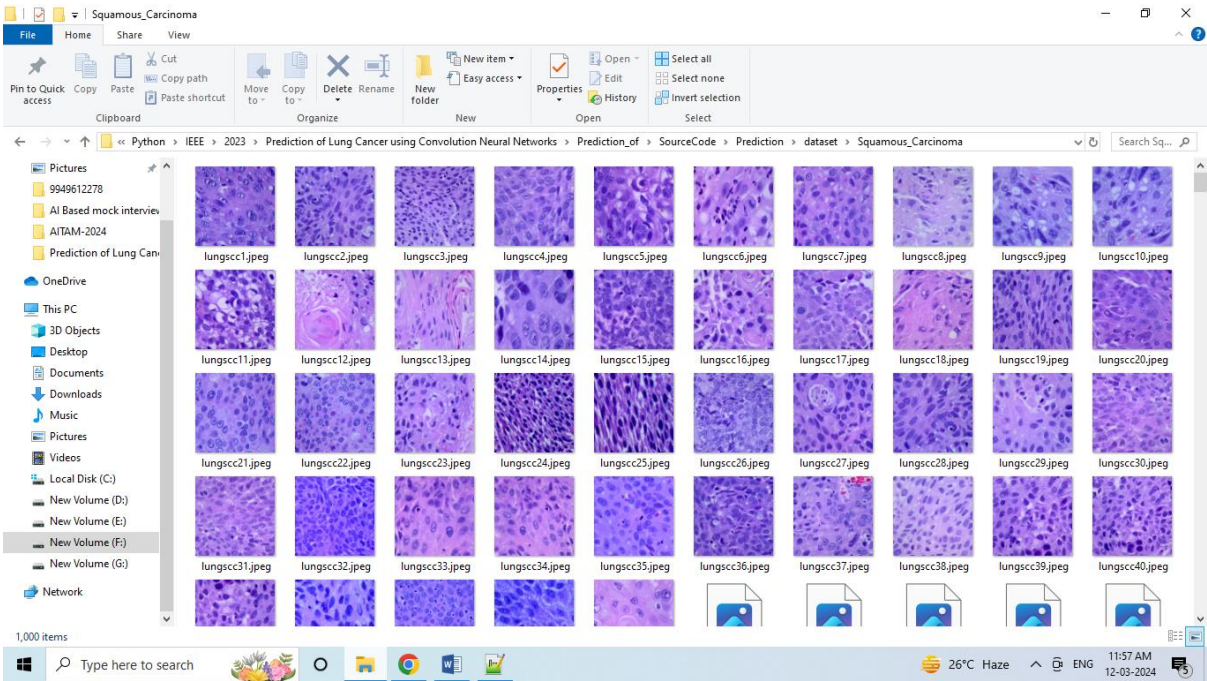 Squamous_Carcinoma
File Home Share View
Pin to Quick access
Copy
Paste
Cut
Copy path
Paste shortcut
Move to
Copy to
Delete
Rename
New folder
New item
Easy access
Properties
Open
Edit
History
Select all
Select none
Invert selection
Clipboard Organize New Open Select
« Python > IEEE > 2023 > Prediction of Lung Cancer using Convolution Neural Networks > Prediction_of > SourceCode > Prediction > dataset > Squamous_Carcinoma
Search Sq...
Pictures
9949612278
AI Based mock interview
AITAM-2024
Prediction of Lung Can
OneDrive
This PC
3D Objects
Desktop
Documents
Downloads
Music
Pictures
Videos
Local Disk (C:)
New Volume (D:)
New Volume (E:)
New Volume (F:)
New Volume (G:)
Network
lungscc1.jpeg lungscc2.jpeg lungscc3.jpeg lungscc4.jpeg lungscc5.jpeg lungscc6.jpeg lungscc7.jpeg lungscc8.jpeg lungscc9.jpeg lungscc10.jpeg
lungscc11.jpeg lungscc12.jpeg lungscc13.jpeg lungscc14.jpeg lungscc15.jpeg lungscc16.jpeg lungscc17.jpeg lungscc18.jpeg lungscc19.jpeg lungscc20.jpeg
lungscc21.jpeg lungscc22.jpeg lungscc23.jpeg lungscc24.jpeg lungscc25.jpeg lungscc26.jpeg lungscc27.jpeg lungscc28.jpeg lungscc29.jpeg lungscc30.jpeg
lungscc31.jpeg lungscc32.jpeg lungscc33.jpeg lungscc34.jpeg lungscc35.jpeg lungscc36.jpeg lungscc37.jpeg lungscc38.jpeg lungscc39.jpeg lungscc40.jpeg
1,000 items
Type here to search
26°C Haze
ENG
11:57 AM
12-03-2024
5